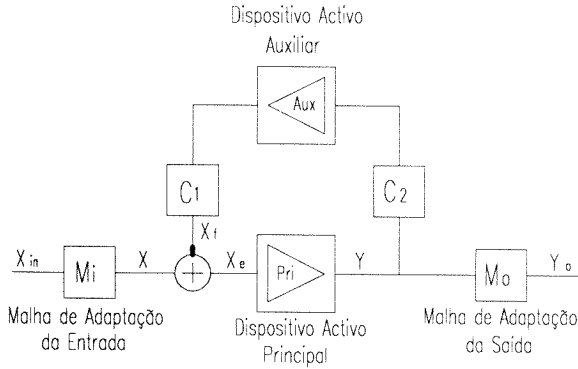 Dispositivo Activo
Auxiliar
Aux
C1
C2
Xf
Xin
Mi
X
+
Xe
Pri
Y
Mo
Yo
Malha de Adaptação
da Entrada
Dispositivo Activo
Principal
Malha de Adaptação
da Saída